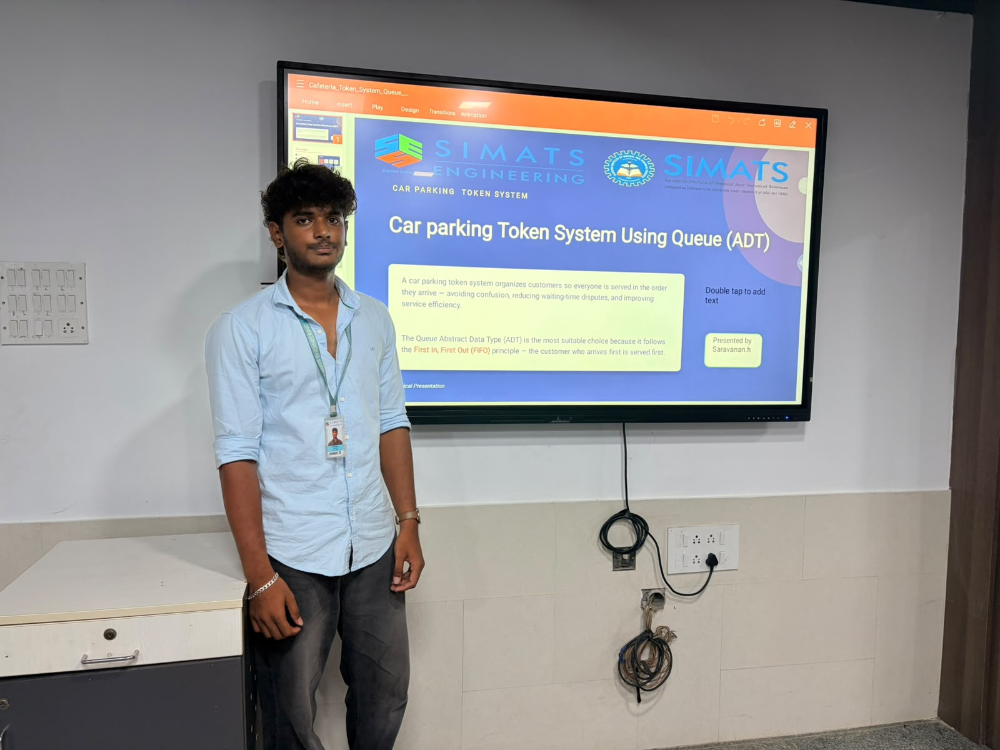 Cafeteria_Token_System_Queue_...
Home Insert Play Design Transitions Animation
1
SIMATS
ENGINEERING
SIMATS
Saveetha Institute of Medical And Technical Sciences
(Declared as Deemed to be University under Section 3 of UGC Act 1956)
CAR PARKING TOKEN SYSTEM
Car parking Token System Using Queue (ADT)
A car parking token system organizes customers so everyone is served in the order
they arrive — avoiding confusion, reducing waiting-time disputes, and improving
service efficiency.
The Queue Abstract Data Type (ADT) is the most suitable choice because it follows
the First In, First Out (FIFO) principle — the customer who arrives first is served first.
Double tap to add
text
Presented by
Saravanan.h
Presentation
SIMATS